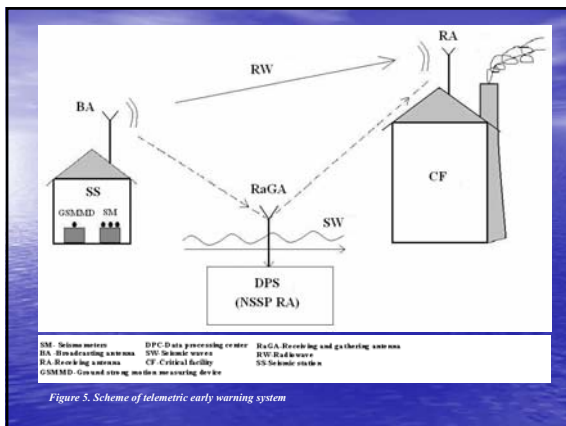 RA
RW
BA
CF
SS
RaGA
GSMMD SM
SW
DPS
(NSSP RA)
SM- Seismometers DPC-Data processing center RaGA-Receiving and gathering antenna
BA -Broadcasting antenna SW-Seismic waves RW-Radiowave
RA-Receiving antenna CF-Critical facility SS-Seismic station
GSMMD-Ground strong motion measuring device
Figure 5. Scheme of telemetric early warning system